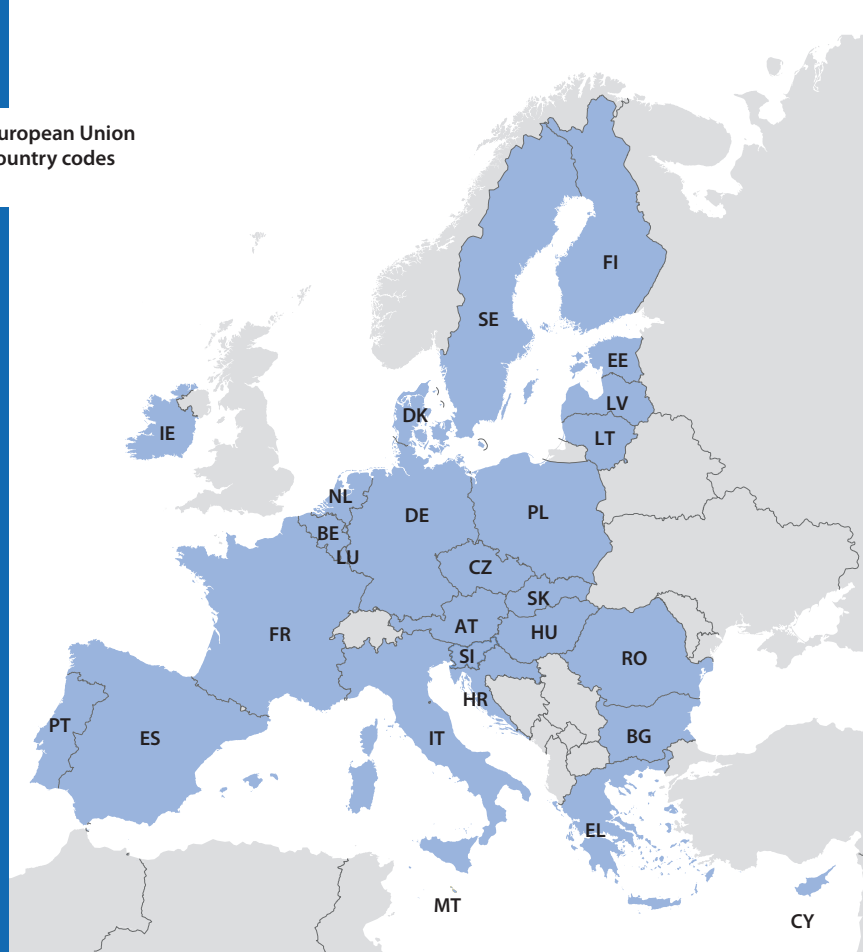 uropean Union
ountry codes
FI
SE
EE
LV
DK
LT
IE
NL
DE
PL
BE
LU
CZ
SK
AT
HU
FR
SI
RO
HR
PT
ES
IT
BG
EL
MT
CY